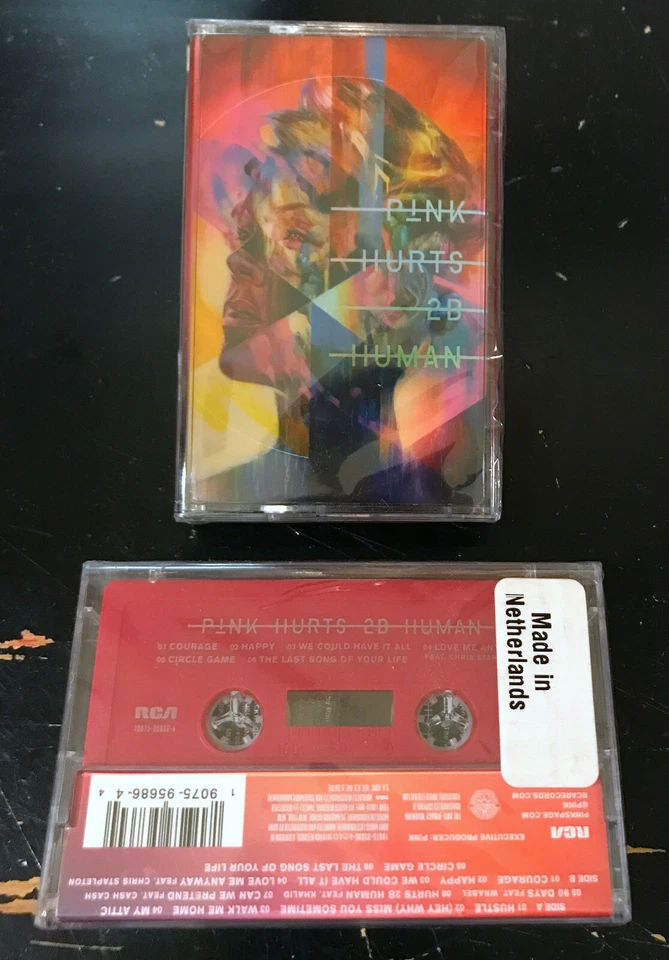 P!NK
HURTS
2B
HUMAN
P!NK HURTS 2B HUMAN
01 COURAGE 02 HAPPY 03 WE COULD HAVE IT ALL 04 LOVE ME
05 CIRCLE GAME 06 THE LAST SONG OF YOUR LIFE FEAT. CHRIS
RCA
Made in
Netherlands
SIDE A 01 HUSTLE 02 (HEY WHY) MISS YOU SOMETIME 03 WALK ME HOME 04 MY ATTIC
05 90 DAYS FEAT. WRABEL 06 HURTS 2B HUMAN FEAT. KHALID 07 CAN WE PRETEND FEAT. CASH CASH
SIDE B 01 COURAGE 02 HAPPY 03 WE COULD HAVE IT ALL 04 LOVE ME ANYWAY FEAT. CHRIS STAPLETON
05 CIRCLE GAME 06 THE LAST SONG OF YOUR LIFE
EXECUTIVE PRODUCER: P!NK
RCA
PINKSPAGE.COM
@PINK
RCARECORDS.COM
1 9075-95686-4 4